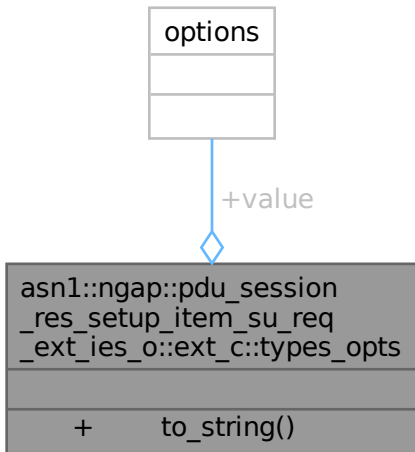 options
+value
asn1::ngap::pdu_session
_res_setup_item_su_req
_ext_ies_o::ext_c::types_opts
+ to_string()